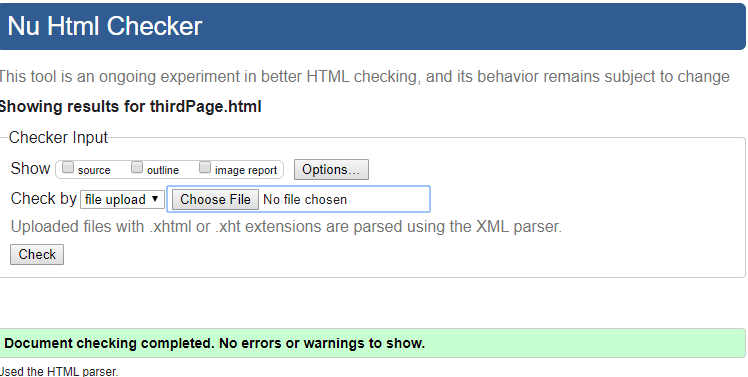 Nu Html Checker
This tool is an ongoing experiment in better HTML checking, and its behavior remains subject to change
Showing results for thirdPage.html
Checker Input
Show source outline image report Options...
Check by file upload Choose File No file chosen
Uploaded files with .xhtml or .xht extensions are parsed using the XML parser.
Check
Document checking completed. No errors or warnings to show.
Used the HTML parser.